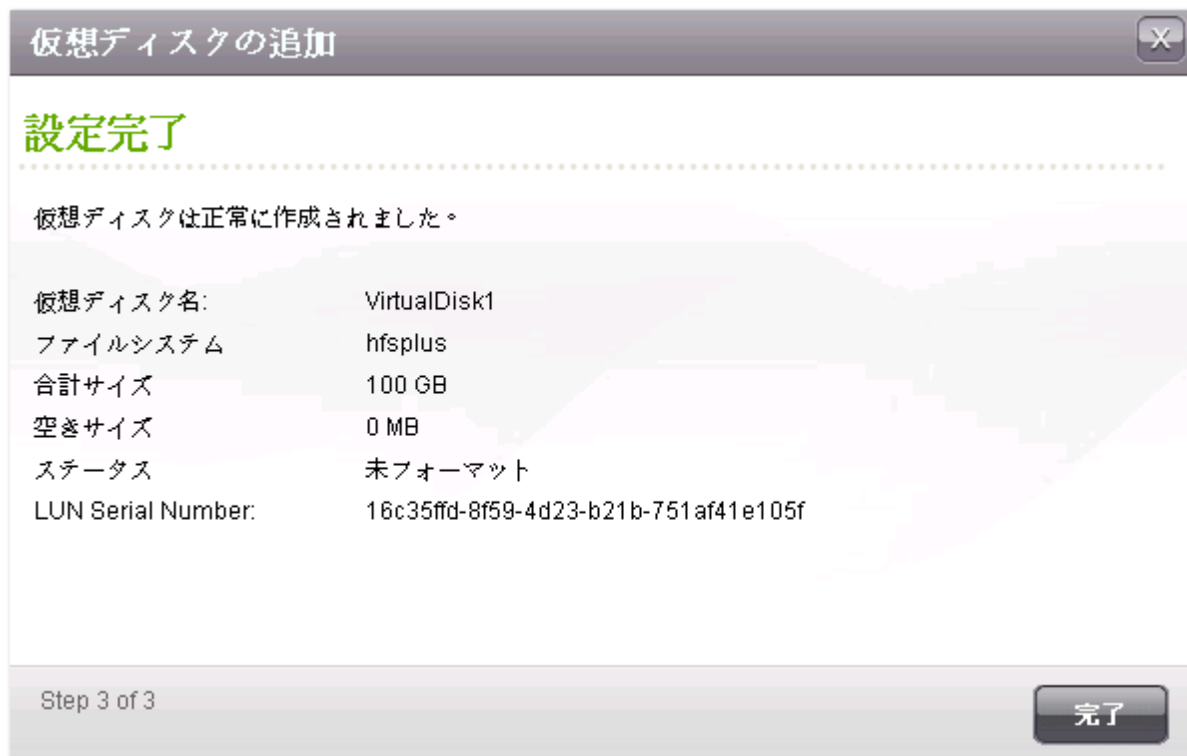 仮想ディスクの追加
X
設定完了
仮想ディスクは正常に作成されました。
仮想ディスク名: VirtualDisk1
ファイルシステム hfsplus
合計サイズ 100 GB
空きサイズ 0 MB
ステータス 未フォーマット
LUN Serial Number: 16c35ffd-8f59-4d23-b21b-751af41e105f
Step 3 of 3
完了